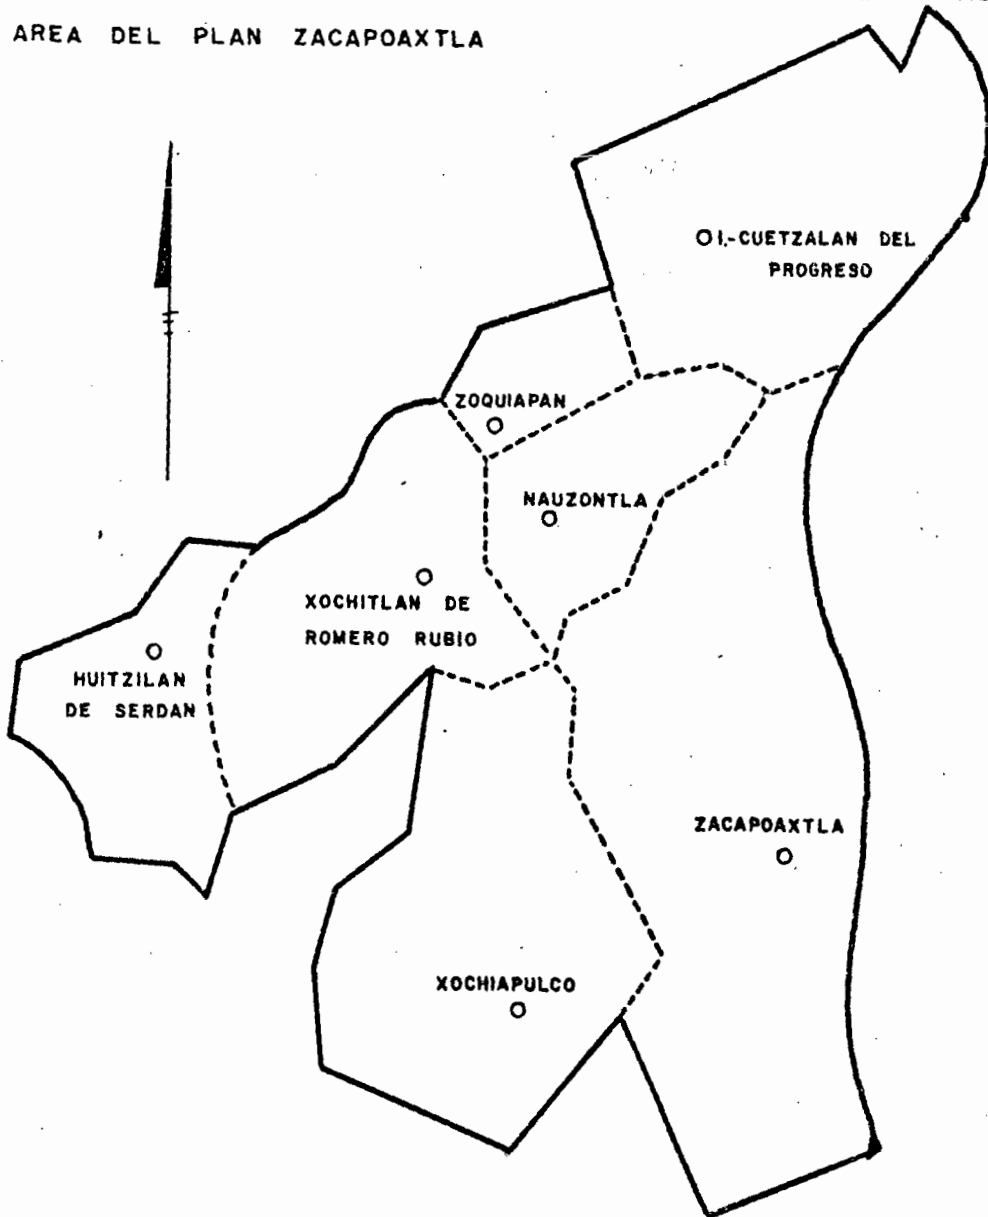 AREA DEL PLAN ZACAPOAXTLA
1.-CUETZALAN DEL
PROGRESO
ZOQUIAPAN
NAUZONTLA
XOCHITLAN DE
ROMERO RUBIO
HUITZILAN
DE SERDAN
ZACAPOAXTLA
XOCHIAPULCO